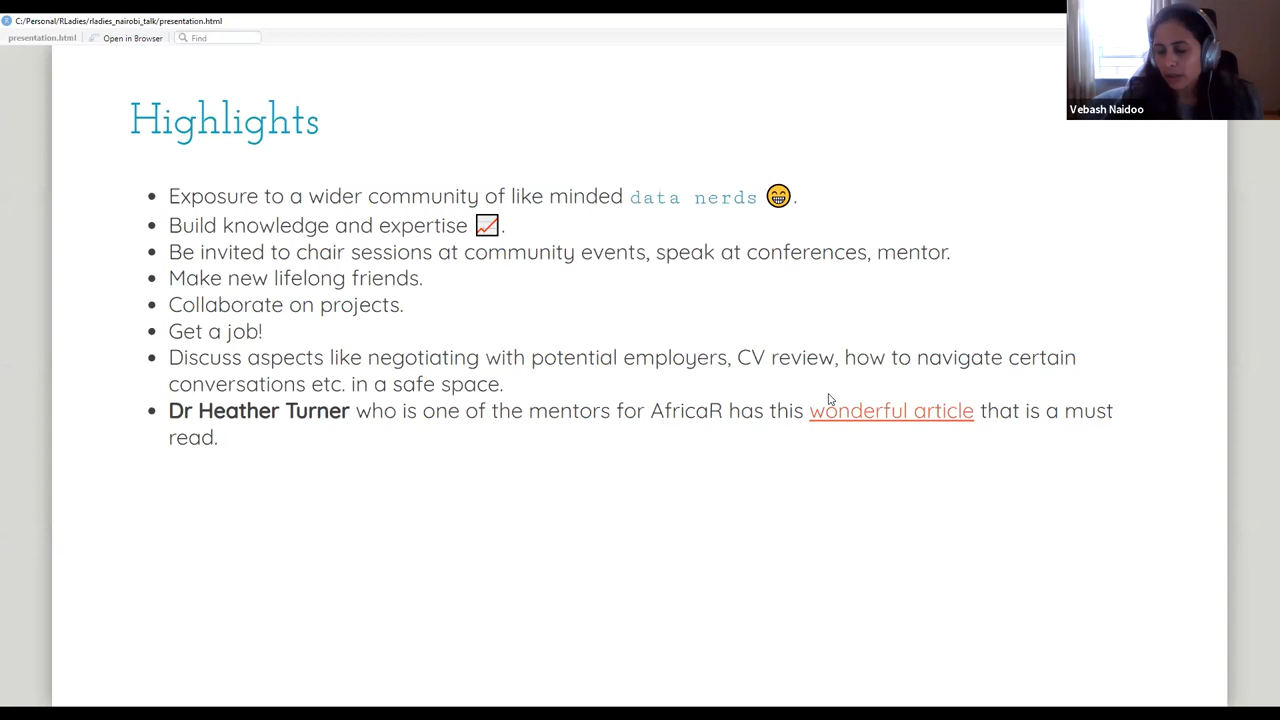 C:/Personal/RLadies/rladies_nairobi_talk/presentation.html
presentation.html
Open in Browser
Find
Vebash Naidoo
Highlights
Exposure to a wider community of like minded data nerds 😁.
Build knowledge and expertise 📈.
Be invited to chair sessions at community events, speak at conferences, mentor.
Make new lifelong friends.
Collaborate on projects.
Get a job!
Discuss aspects like negotiating with potential employers, CV review, how to navigate certain
conversations etc. in a safe space.
Dr Heather Turner who is one of the mentors for AfricaR has this wonderful article that is a must
read.